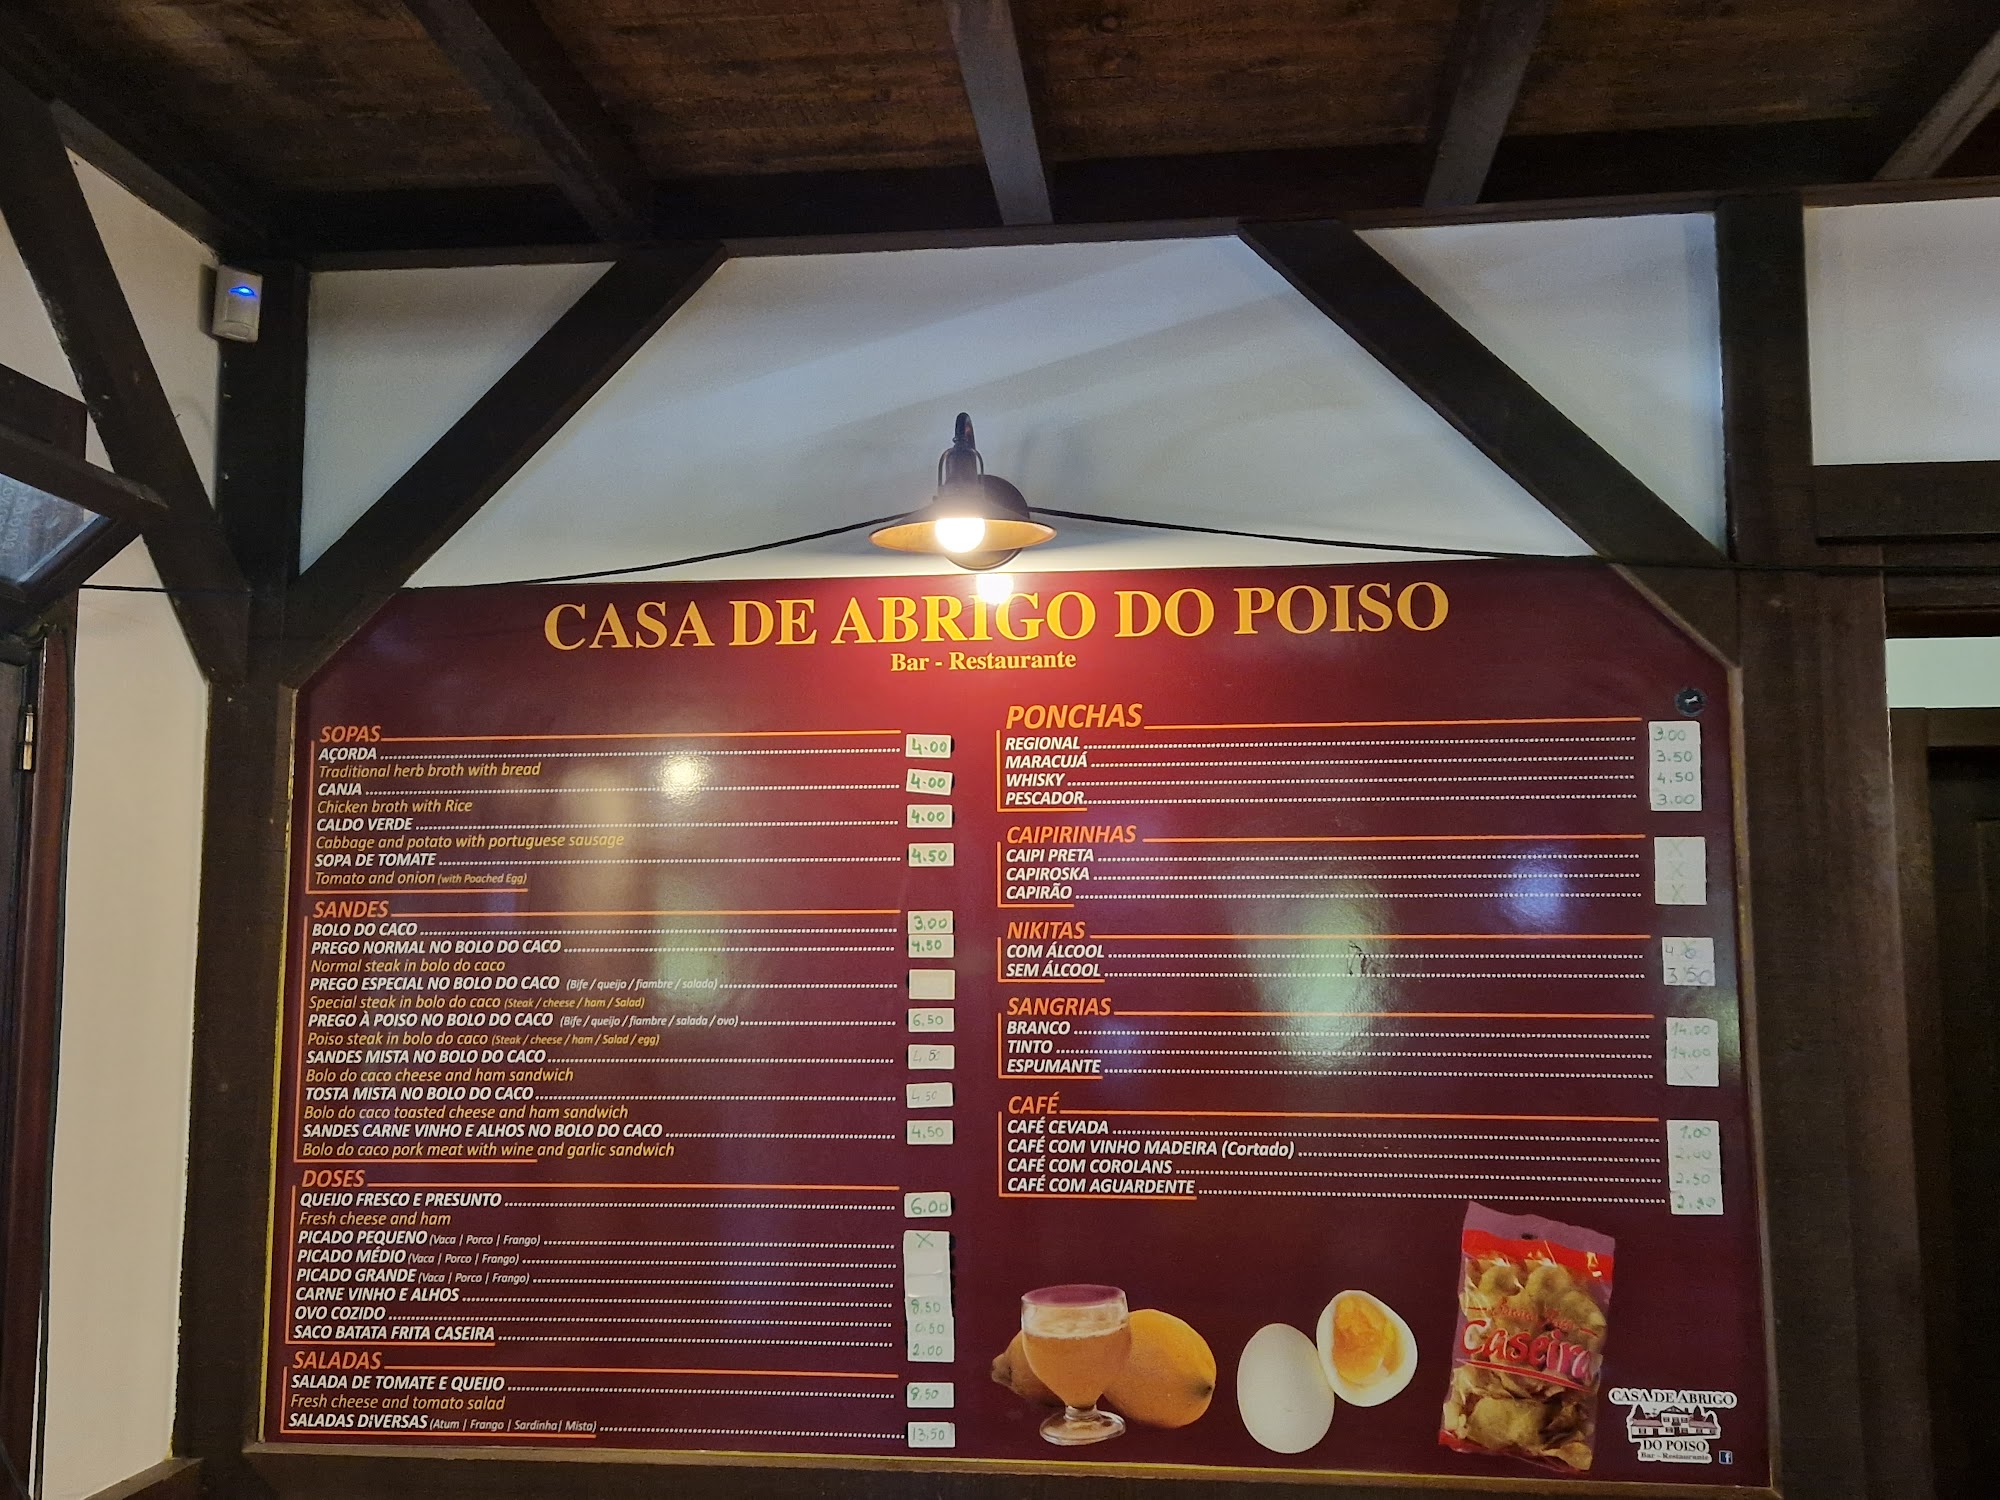 CASA DE ABRIGO DO POISO
Bar - Restaurante
SOPAS
AÇORDA 4.00
Traditional herb broth with bread
CANJA 4.00
Chicken broth with Rice
CALDO VERDE 4.00
Cabbage and potato with portuguese sausage
SOPA DE TOMATE 4.50
Tomato and onion (with Poached Egg)
SANDES
BOLO DO CACO 3.00
PREGO NORMAL NO BOLO DO CACO 4.50
Normal steak in bolo do caco
PREGO ESPECIAL NO BOLO DO CACO (Bife / queijo / fiambre / salada)
Special steak in bolo do caco (Steak / cheese / ham / Salad)
PREGO À POISO NO BOLO DO CACO (Bife / queijo / fiambre / salada / ovo) 6.50
Poiso steak in bolo do caco (Steak / cheese / ham / Salad / egg)
SANDES MISTA NO BOLO DO CACO 4.50
Bolo do caco cheese and ham sandwich
TOSTA MISTA NO BOLO DO CACO 4.50
Bolo do caco toasted cheese and ham sandwich
SANDES CARNE VINHO E ALHOS NO BOLO DO CACO 4.50
Bolo do caco pork meat with wine and garlic sandwich
DOSES
QUEIJO FRESCO E PRESUNTO 6.00
Fresh cheese and ham
PICADO PEQUENO (Vaca | Porco | Frango) X
PICADO MÉDIO (Vaca | Porco | Frango)
PICADO GRANDE (Vaca | Porco | Frango)
CARNE VINHO E ALHOS 8.50
OVO COZIDO 0.50
SACO BATATA FRITA CASEIRA 2.00
SALADAS
SALADA DE TOMATE E QUEIJO 8.50
Fresh cheese and tomato salad
SALADAS DIVERSAS (Atum | Frango | Sardinha| Mista) 13.50
PONCHAS
REGIONAL 3.00
MARACUJÁ 3.50
WHISKY 4.50
PESCADOR 3.00
CAIPIRINHAS
CAIPI PRETA X
CAPIROSKA X
CAPIRÃO X
NIKITAS
COM ÁLCOOL
SEM ÁLCOOL 3.50
SANGRIAS
BRANCO 14.00
TINTO 14.00
ESPUMANTE X
CAFÉ
CAFÉ CEVADA 1.00
CAFÉ COM VINHO MADEIRA (Cortado)
CAFÉ COM COROLANS 2.50
CAFÉ COM AGUARDENTE
Caseira
CASA DE ABRIGO
DO POISO
Bar - Restaurante
f